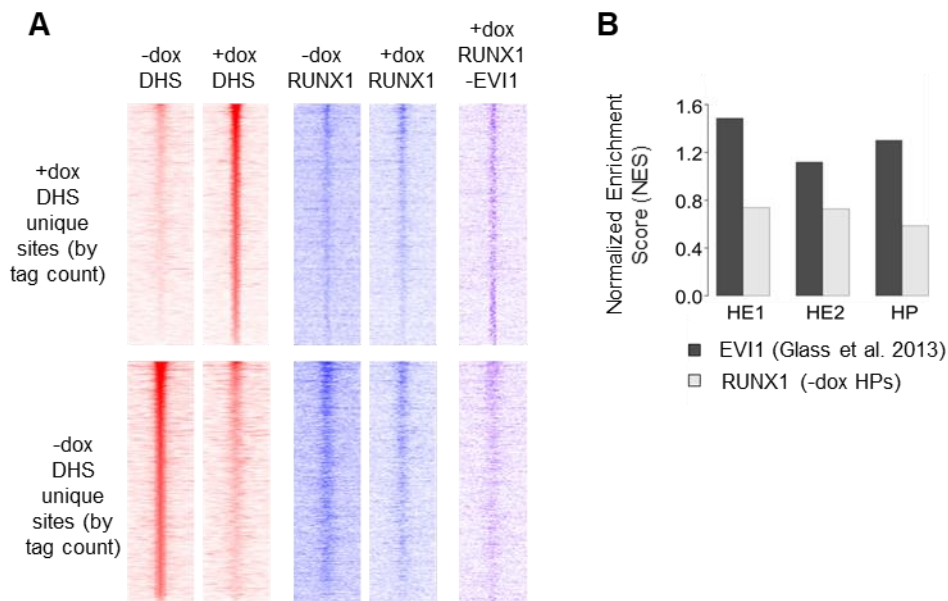 A
-dox
DHS
+dox
DHS
-dox
RUNX1
+dox
RUNX1
+dox
RUNX1
-EVI1
+dox
DHS
unique
sites (by
tag count)
-dox
DHS
unique
sites (by
tag count)
B
Normalized Enrichment
Score (NES)
1.6
1.2
0.8
0.4
0.0
HE1 HE2 HP
EVI1 (Glass et al. 2013)
RUNX1 (-dox HPs)